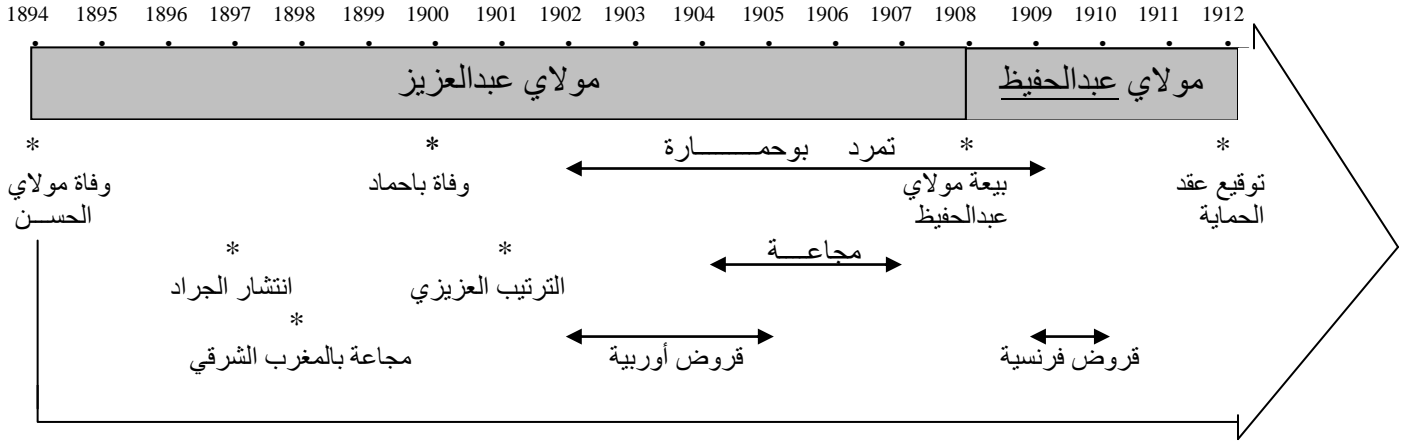 1894 1895 1896 1897 1898 1899 1900 1901 1902 1903 1904 1905 1906 1907 1908 1909 1910 1911 1912
مولاي عبدالعزيز
مولاي عبدالحفيظ
*
وفاة مولاي
الحســن
*
وفاة باحماد
تمرد بوحمــــــارة
*
بيعة مولاي
عبدالحفيظ
*
توقيع عقد
الحماية
*
انتشار الجراد
*
الترتيب العزيزي
مجاعـــة
*
مجاعة بالمغرب الشرقي
قروض أوربية
قروض فرنسية